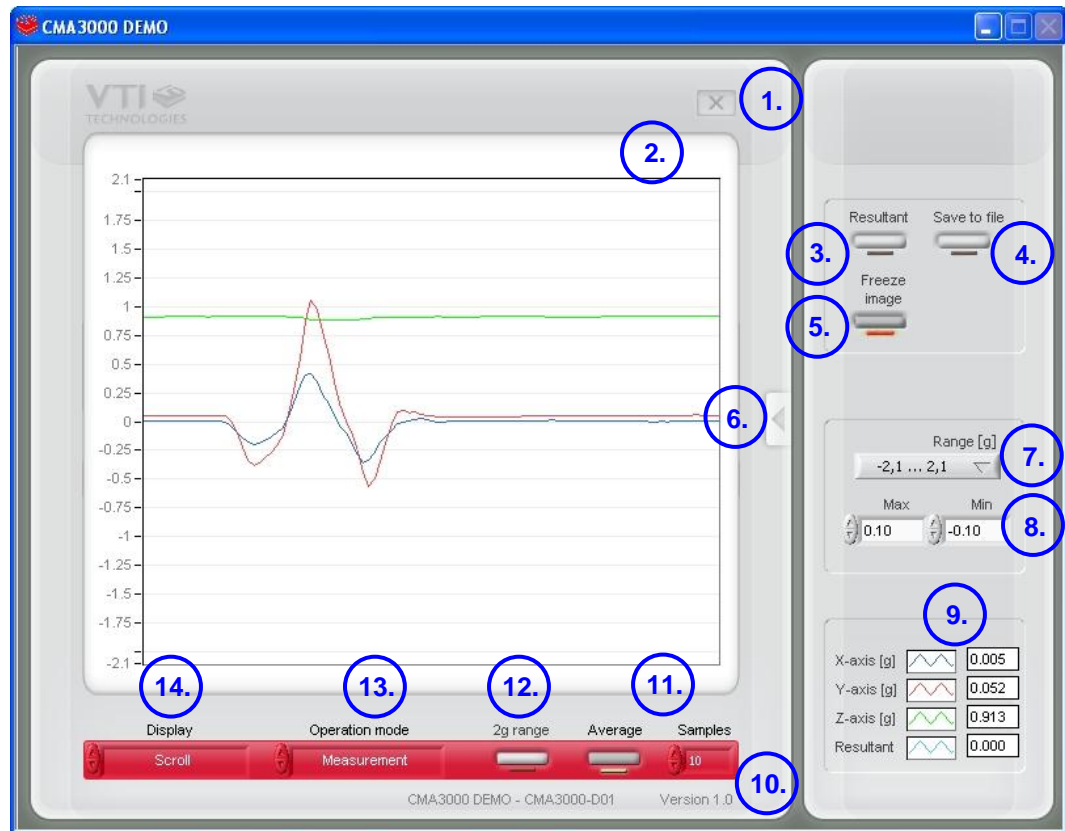 CMA3000 DEMO
VTI
TECHNOLOGIES
1.
2.
2.1
1.75
1.5
1.25
1
0.75
0.5
0.25
0
-0.25
-0.5
-0.75
-1
-1.25
-1.5
-1.75
-2.1
Resultant Save to file
3.
4.
Freeze
image
5.
6.
Range [g]
-2,1 ... 2,1
7.
Max Min
0.10 -0.10
8.
9.
X-axis [g] 0.005
Y-axis [g] 0.052
Z-axis [g] 0.913
Resultant 0.000
14. 13. 12. 11.
Display Operation mode 2g range Average Samples
Scroll Measurement 10
10.
CMA3000 DEMO - CMA3000-D01 Version 1.0